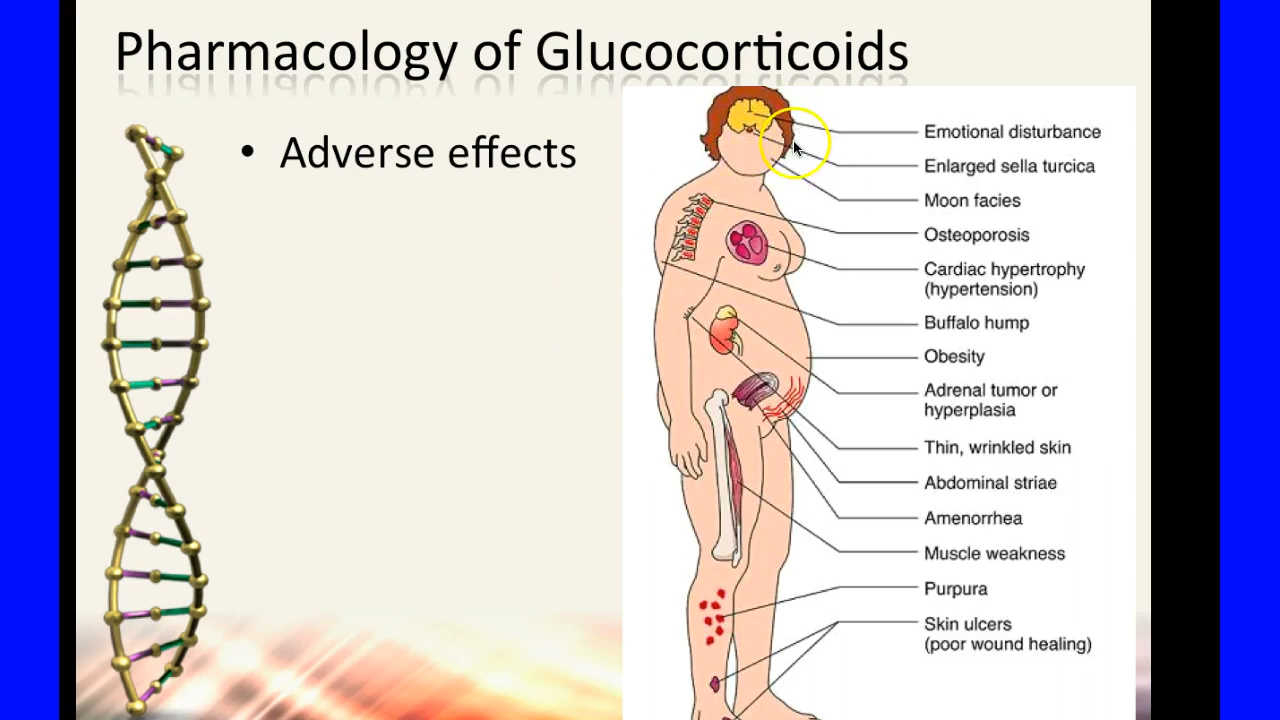 Pharmacology of Glucocorticoids
• Adverse effects
Emotional disturbance
Enlarged sella turcica
Moon facies
Osteoporosis
Cardiac hypertrophy
(hypertension)
Buffalo hump
Obesity
Adrenal tumor or
hyperplasia
Thin, wrinkled skin
Abdominal striae
Amenorrhea
Muscle weakness
Purpura
Skin ulcers
(poor wound healing)